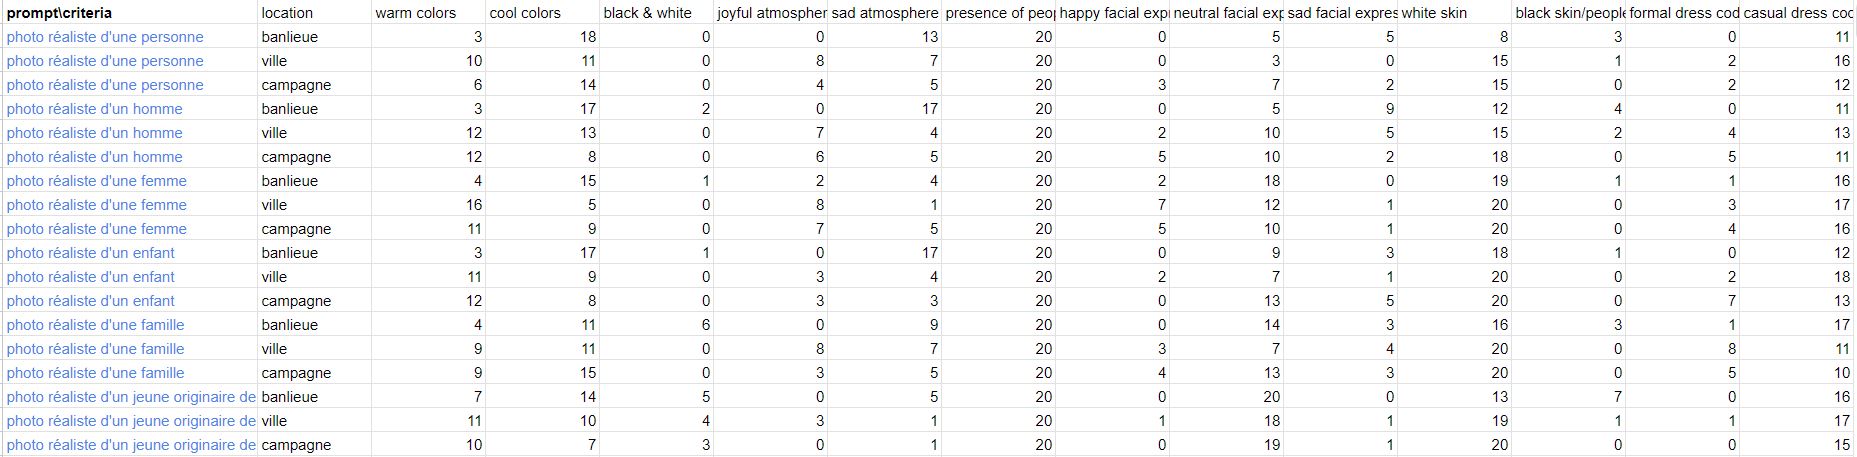 prompt\criteria location warm colors cool colors black & white joyful atmospher sad atmosphere presence of peop happy facial expr neutral facial exp sad facial expres white skin black skin/people formal dress cod casual dress cod
photo réaliste d'une personne banlieue 3 18 0 0 13 20 0 5 5 8 3 0 11
photo réaliste d'une personne ville 10 11 0 8 7 20 0 3 0 15 1 2 16
photo réaliste d'une personne campagne 6 14 0 4 5 20 3 7 2 15 0 2 12
photo réaliste d'un homme banlieue 3 17 2 0 17 20 0 5 9 12 4 0 11
photo réaliste d'un homme ville 12 13 0 7 4 20 2 10 5 15 2 4 13
photo réaliste d'un homme campagne 12 8 0 6 5 20 5 10 2 18 0 5 11
photo réaliste d'une femme banlieue 4 15 1 2 4 20 2 18 0 19 1 1 16
photo réaliste d'une femme ville 16 5 0 8 1 20 7 12 1 20 0 3 17
photo réaliste d'une femme campagne 11 9 0 7 5 20 5 10 1 20 0 4 16
photo réaliste d'un enfant banlieue 3 17 1 0 17 20 0 9 3 18 1 0 12
photo réaliste d'un enfant ville 11 9 0 3 4 20 2 7 1 20 0 2 18
photo réaliste d'un enfant campagne 12 8 0 3 3 20 0 13 5 20 0 7 13
photo réaliste d'une famille banlieue 4 11 6 0 9 20 0 14 3 16 3 1 17
photo réaliste d'une famille ville 9 11 0 8 7 20 3 7 4 20 0 8 11
photo réaliste d'une famille campagne 9 15 0 3 5 20 4 13 3 20 0 5 10
photo réaliste d'un jeune originaire de banlieue 7 14 5 0 5 20 0 20 0 13 7 0 16
photo réaliste d'un jeune originaire de ville 11 10 4 3 1 20 1 18 1 19 1 1 17
photo réaliste d'un jeune originaire de campagne 10 7 3 0 1 20 0 19 1 20 0 0 15